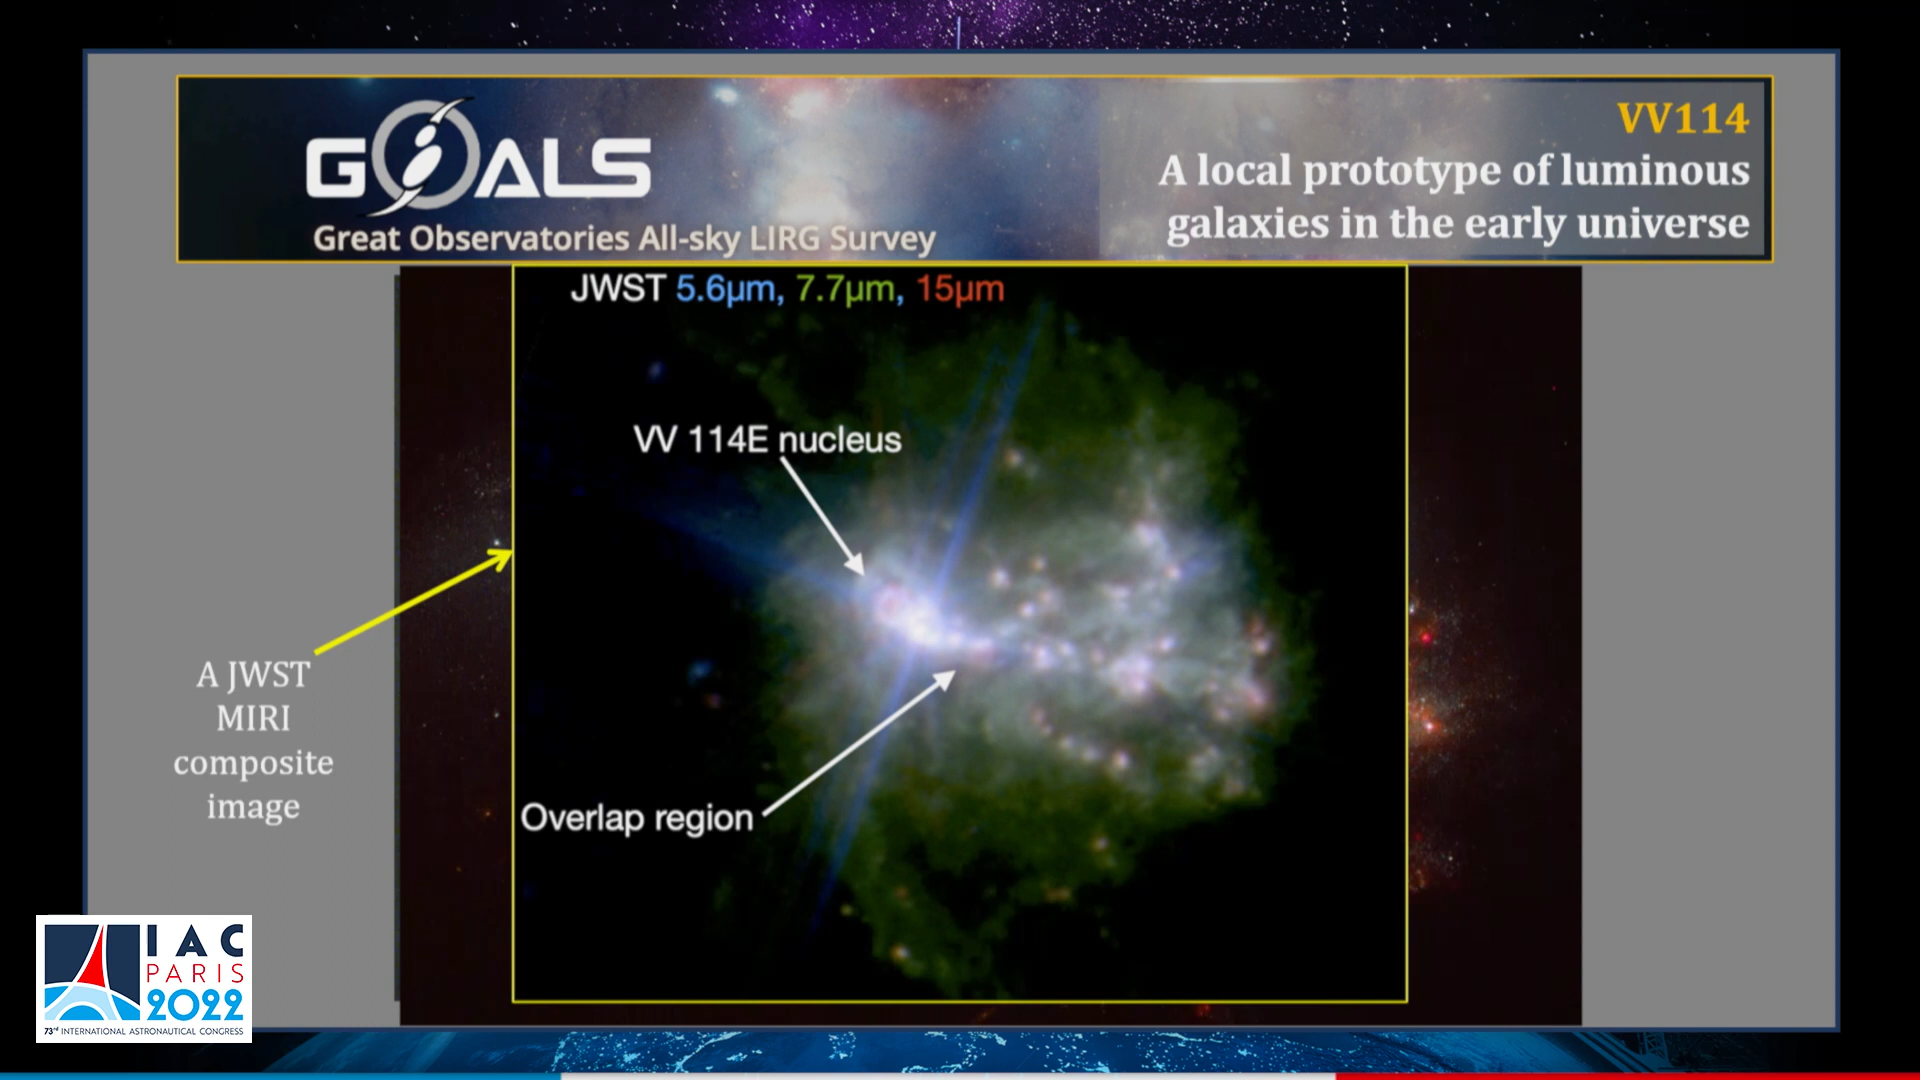 GOALS
Great Observatories All-sky LIRG Survey
VV114
A local prototype of luminous
galaxies in the early universe
JWST 5.6µm, 7.7µm, 15µm
VV 114E nucleus
Overlap region
A JWST
MIRI
composite
image
IAC
PARIS
2022
73rd INTERNATIONAL ASTRONAUTICAL CONGRESS